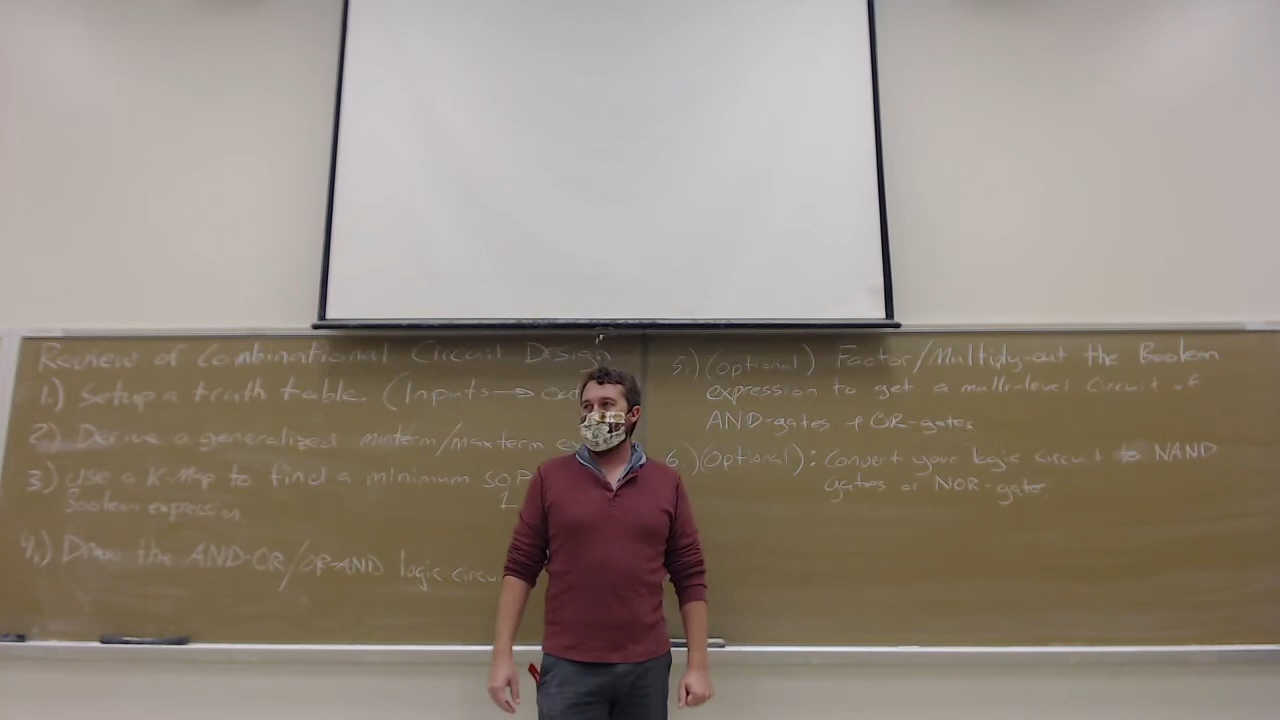 Review of Combinational Circuit Design
1.) Setup a truth table (Inputs → 
2.) Derive a generalized minterm/maxterm
3.) Use a K-Map to find a minimum SOP
Boolean expression.
4.) Draw the AND-OR/OR-AND logic
5.) (optional) Factor/Multiply-out the Boolean
expression to get a multi-level circuit of
AND-gates + OR-gates
6.) (Optional): Convert your logic circuit to NAND
gates or NOR-gates